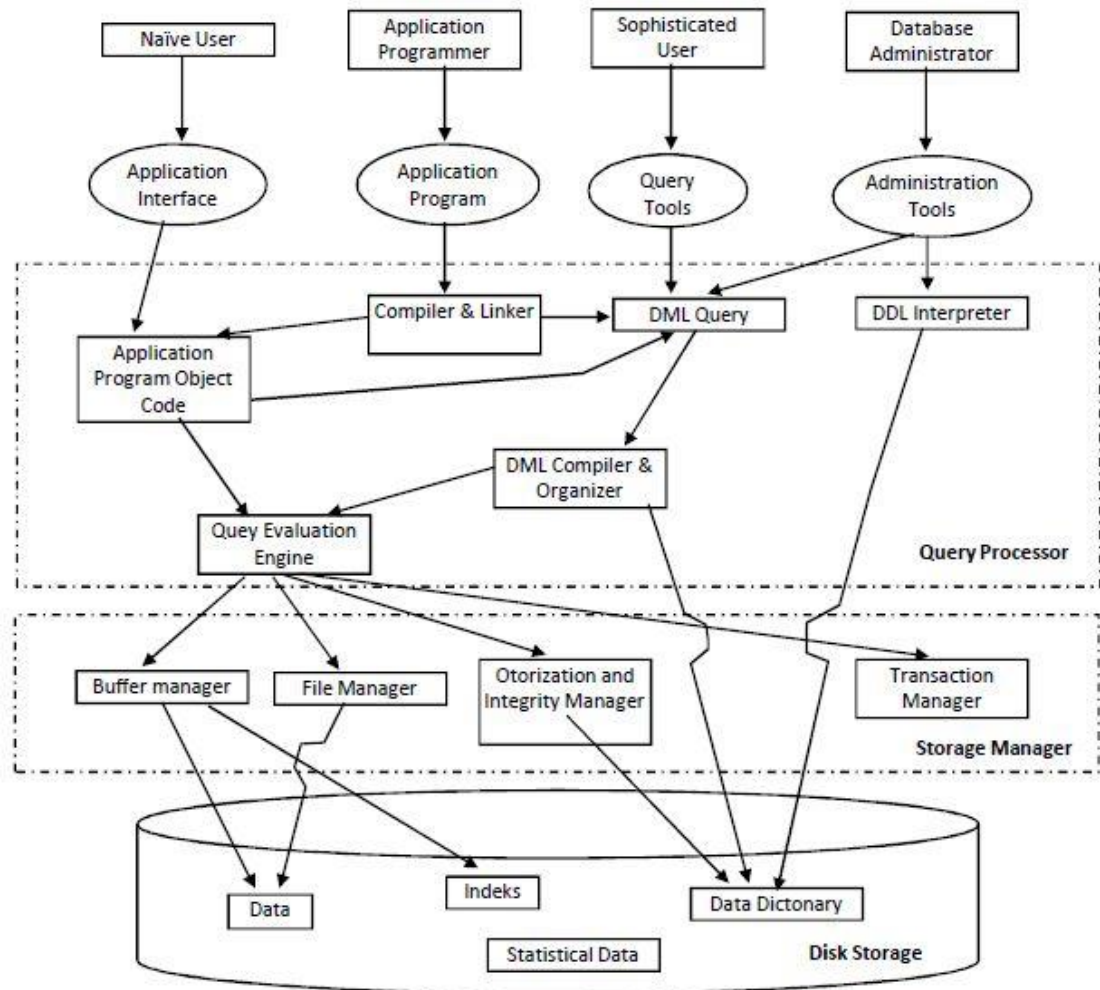 Naïve User
Application
Programmer
Sophisticated
User
Database
Administrator
Application
Interface
Application
Program
Query
Tools
Administration
Tools
Compiler & Linker
DML Query
DDL Interpreter
Application
Program Object
Code
DML Compiler &
Organizer
Quey Evaluation
Engine
Query Processor
Buffer manager
File Manager
Otorization and
Integrity Manager
Transaction
Manager
Storage Manager
Data
Indeks
Data Dictonary
Statistical Data
Disk Storage